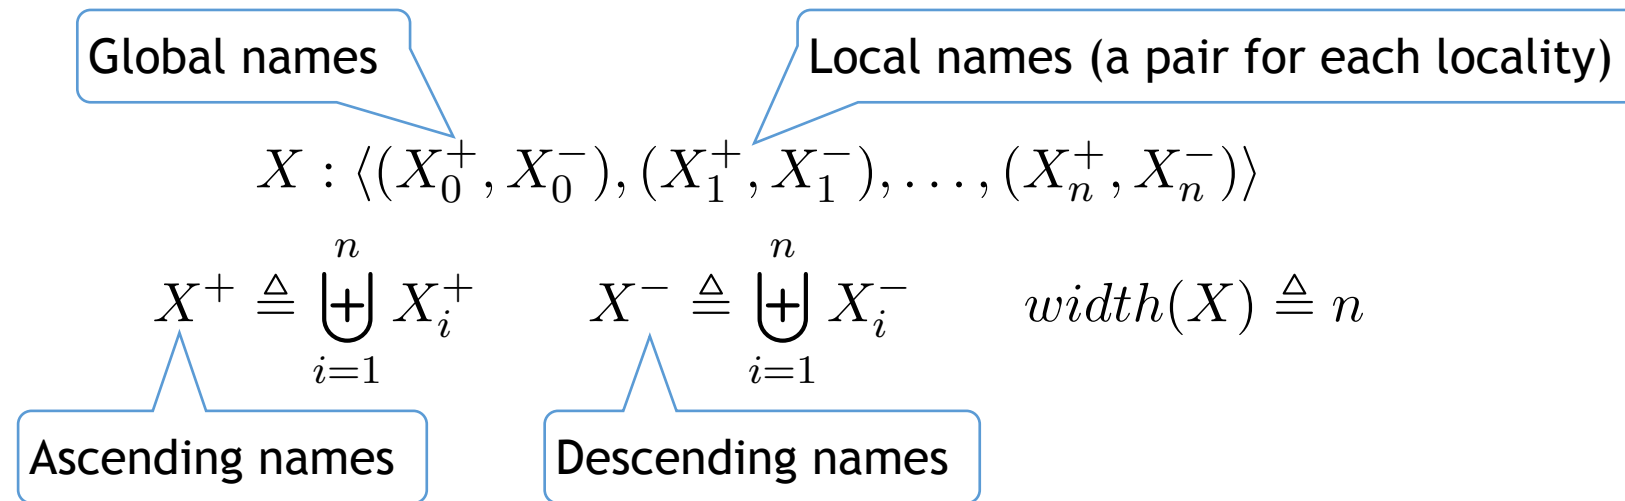 Global names
Local names (a pair for each locality)
X : ⟨(X₀⁺, X₀⁻), (X₁⁺, X₁⁻), . . . , (Xₙ⁺, Xₙ⁻)⟩
X⁺ ≜ ⨄ᵢ₌₁ⁿ Xᵢ⁺ X⁻ ≜ ⨄ᵢ₌₁ⁿ Xᵢ⁻ width(X) ≜ n
Ascending names
Descending names